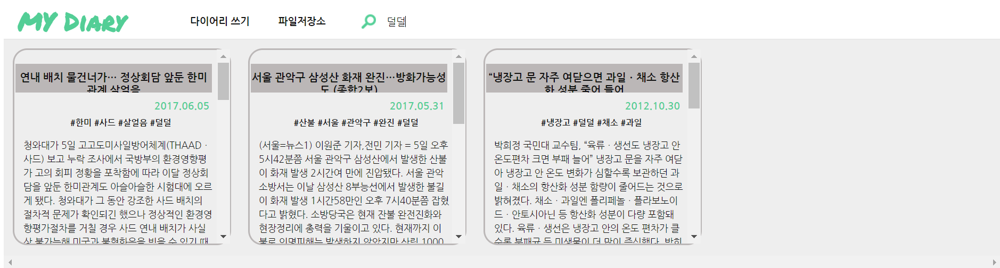 MY DIARY
다이어리 쓰기
파일저장소
덜덜
연내 배치 물건너가… 정상회담 앞둔 한미
관계 살얼음
2017.06.05
#한미 #사드 #살얼음 #덜덜
청와대가 5일 고고도미사일방어체계(THAAD ·
사드) 보고 누락 조사에서 국방부의 환경영향평
가 고의 회피 정황을 포착함에 따라 이달 정상회
담을 앞둔 한미관계도 아슬아슬한 시험대에 오르
게 됐다. 청와대가 그 동안 강조한 사드 배치의
절차적 문제가 확인되긴 했으나 정상적인 환경영
향평가절차를 거칠 경우 사드 연내 배치가 사실
상 불가능해 미국과 불협화음을 빚을 수 있기 때
서울 관악구 삼성산 화재 완진…방화가능성
도 (종합2보)
2017.05.31
#산불 #서울 #관악구 #완진 #덜덜
(서울=뉴스1) 이원준 기자,전민 기자 = 5일 오후
5시42분쯤 서울 관악구 삼성산에서 발생한 산불
이 화재 발생 2시간여 만에 진압됐다. 서울 관악
소방서는 이날 삼성산 8부능선에서 발생한 불길
이 화재 발생 1시간58만인 오후 7시40분쯤 잡혔
다고 밝혔다. 소방당국은 현재 잔불 완전진화와
현장정리에 총력을 기울이고 있다. 현재까지 이
불로 인명피해는 발생하지 않았지만 산림 1000
“냉장고 문 자주 여닫으면 과일 · 채소 항산
화 성분 줄어 들어
2012.10.30
#냉장고 #덜덜 #채소 #과일
박희정 국민대 교수팀, “육류 · 생선도 냉장고 안
온도편차 크면 부패 늘어” 냉장고 문을 자주 여닫
아 냉장고 안 온도 변화가 심할수록 보관하던 과
일 · 채소의 항산화 성분 함량이 줄어드는 것으로
밝혀졌다. 채소 · 과일엔 폴리페놀 · 플라보노이
드 · 안토시아닌 등 항산화 성분이 다량 포함돼
있다. 육류 · 생선은 냉장고 안의 온도 편차가 클
수록 부패균 등 미생물이 더 많이 증식했다. 박희